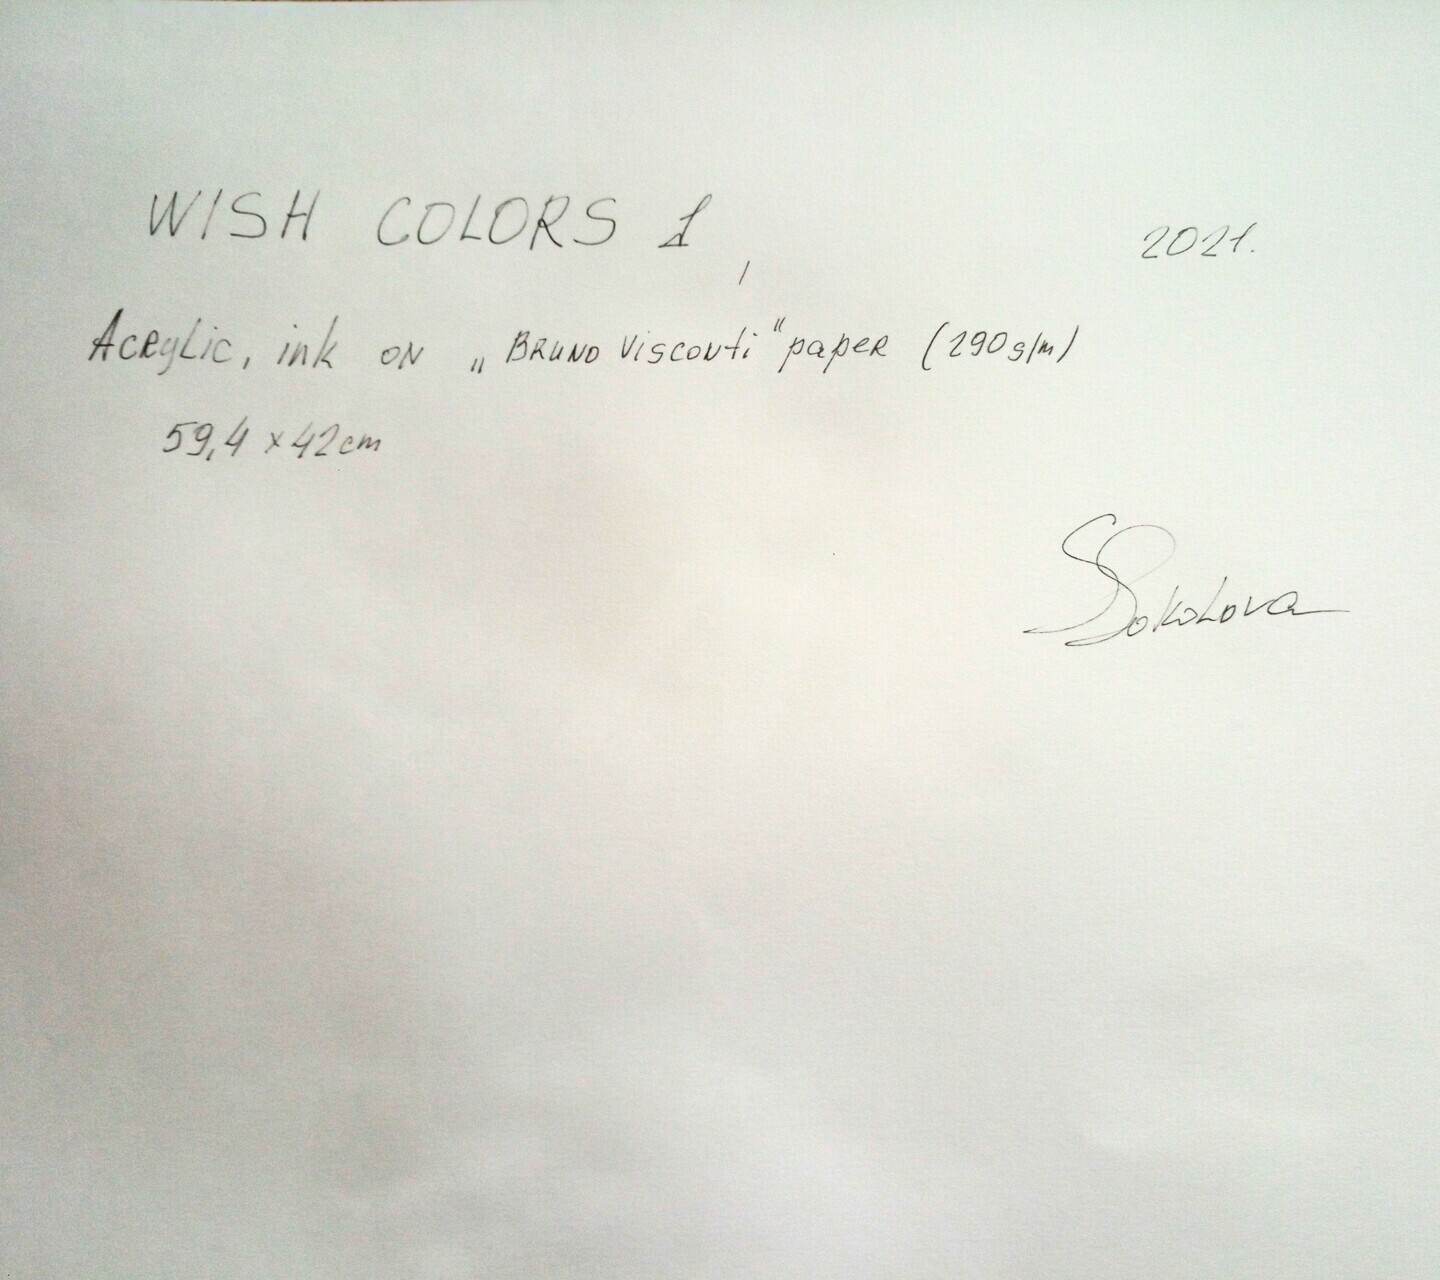 WISH COLORS 1, 2021.
Acrylic, ink on „Bruno Visconti" paper (290g/m)
59,4 × 42cm
SSokolova